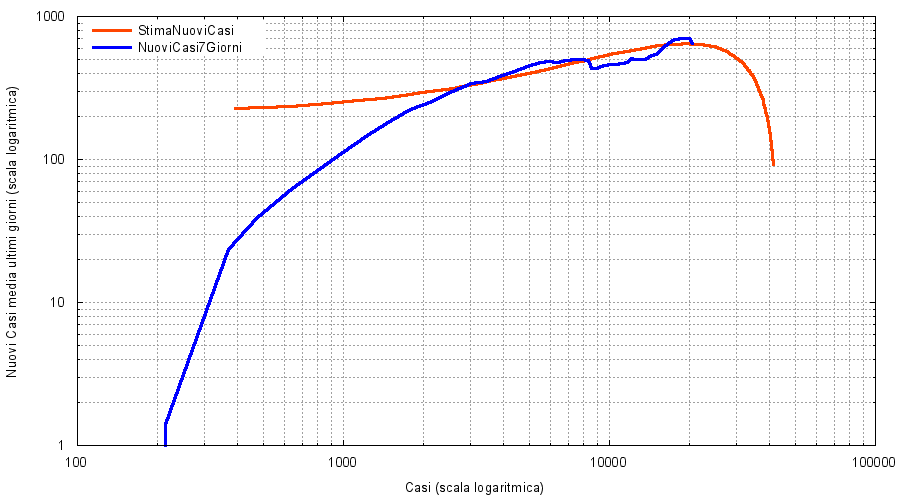 StimaNuoviCasi
NuoviCasi7Giorni
Nuovi Casi media ultimi giorni (scala logaritmica)
1000
100
10
1
100
1000
10000
100000
Casi (scala logaritmica)